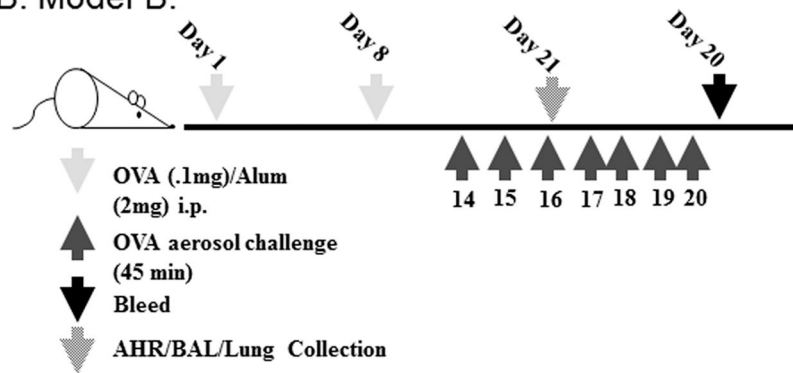 B. Model B.
Day 1
Day 8
Day 21
Day 20
14 15 16 17 18 19 20
OVA (.1mg)/Alum
(2mg) i.p.
OVA aerosol challenge
(45 min)
Bleed
AHR/BAL/Lung Collection